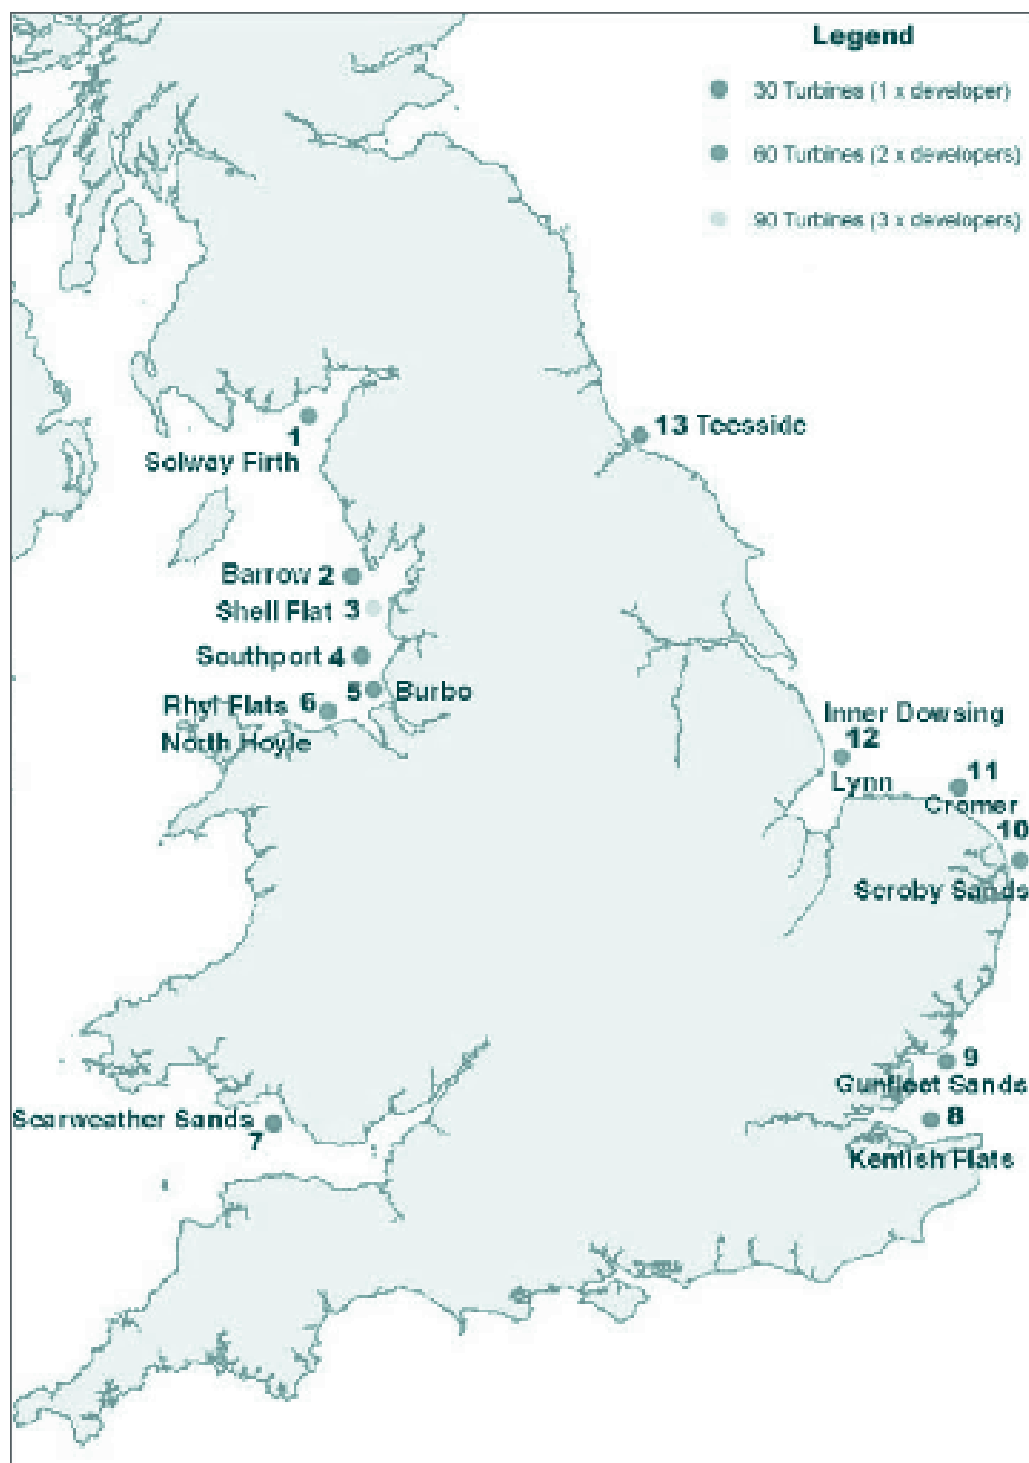 Legend
30 Turbines (1 x developer)
60 Turbines (2 x developers)
90 Turbines (3 x developers)
1
Solway Firth
13 Teesside
Barrow 2
Shell Flat 3
Southport 4
5 Burbo
Rhyl Flats 6
North Hoyle
Inner Dowsing
12
Lynn
11
Cromer
10
Scroby Sands
9
Gunfleet Sands
8
Kentish Flats
Scarweather Sands
7